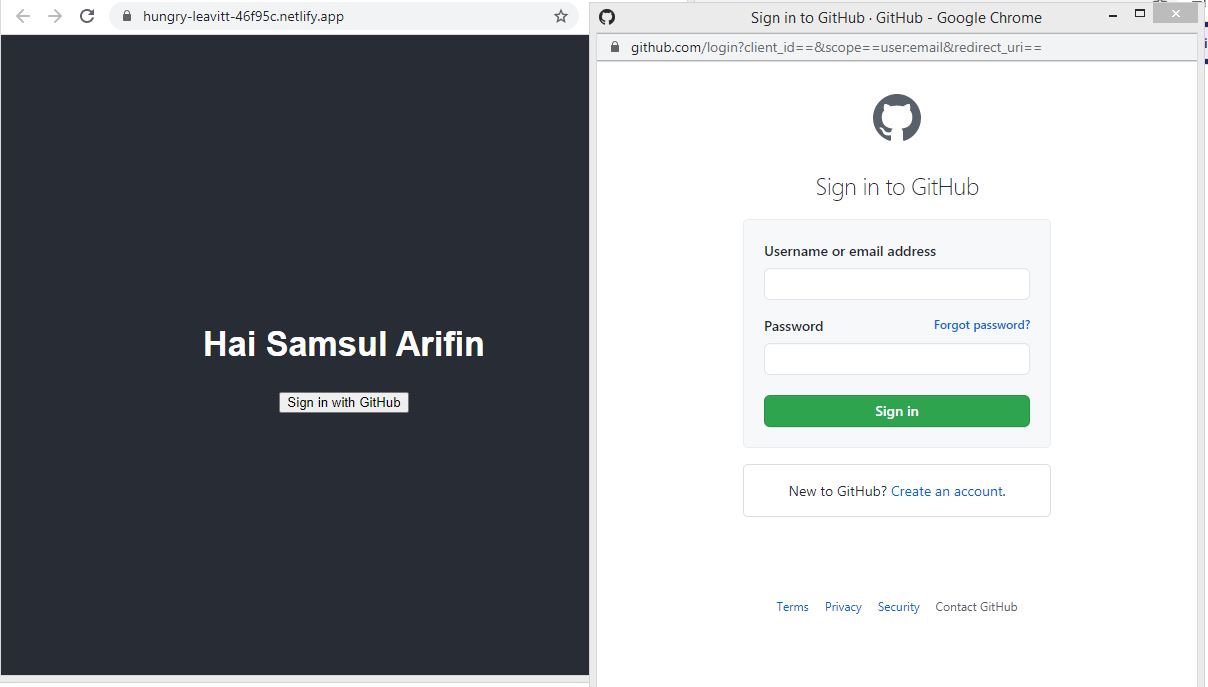 hungry-leavitt-46f95c.netlify.app
Hai Samsul Arifin
Sign in with GitHub
Sign in to GitHub · GitHub - Google Chrome
github.com/login?client_id==&scope==user:email&redirect_uri==
Sign in to GitHub
Username or email address
Password
Forgot password?
Sign in
New to GitHub? Create an account.
Terms Privacy Security Contact GitHub